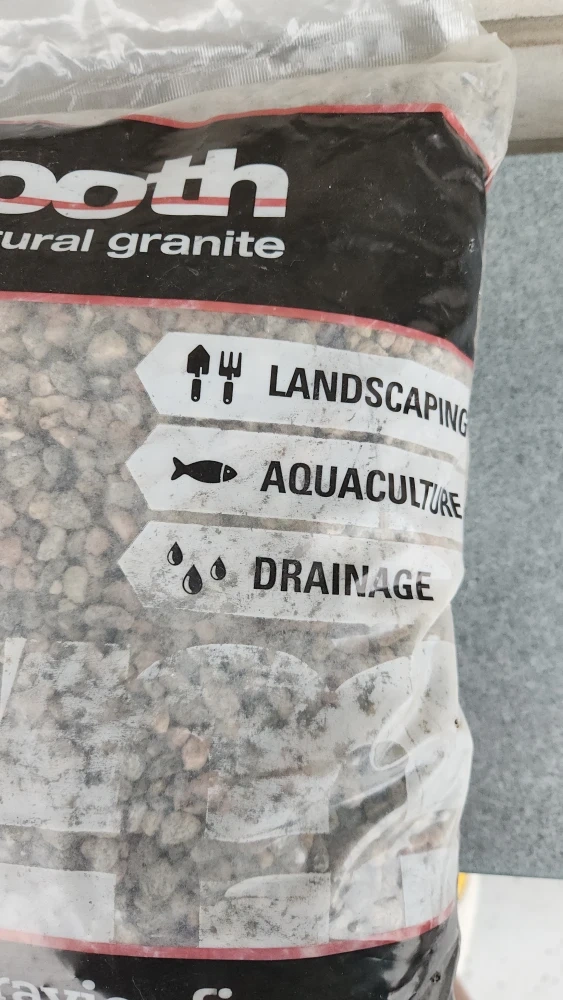 ooth
tural granite
LANDSCAPING
AQUACULTURE
DRAINAGE